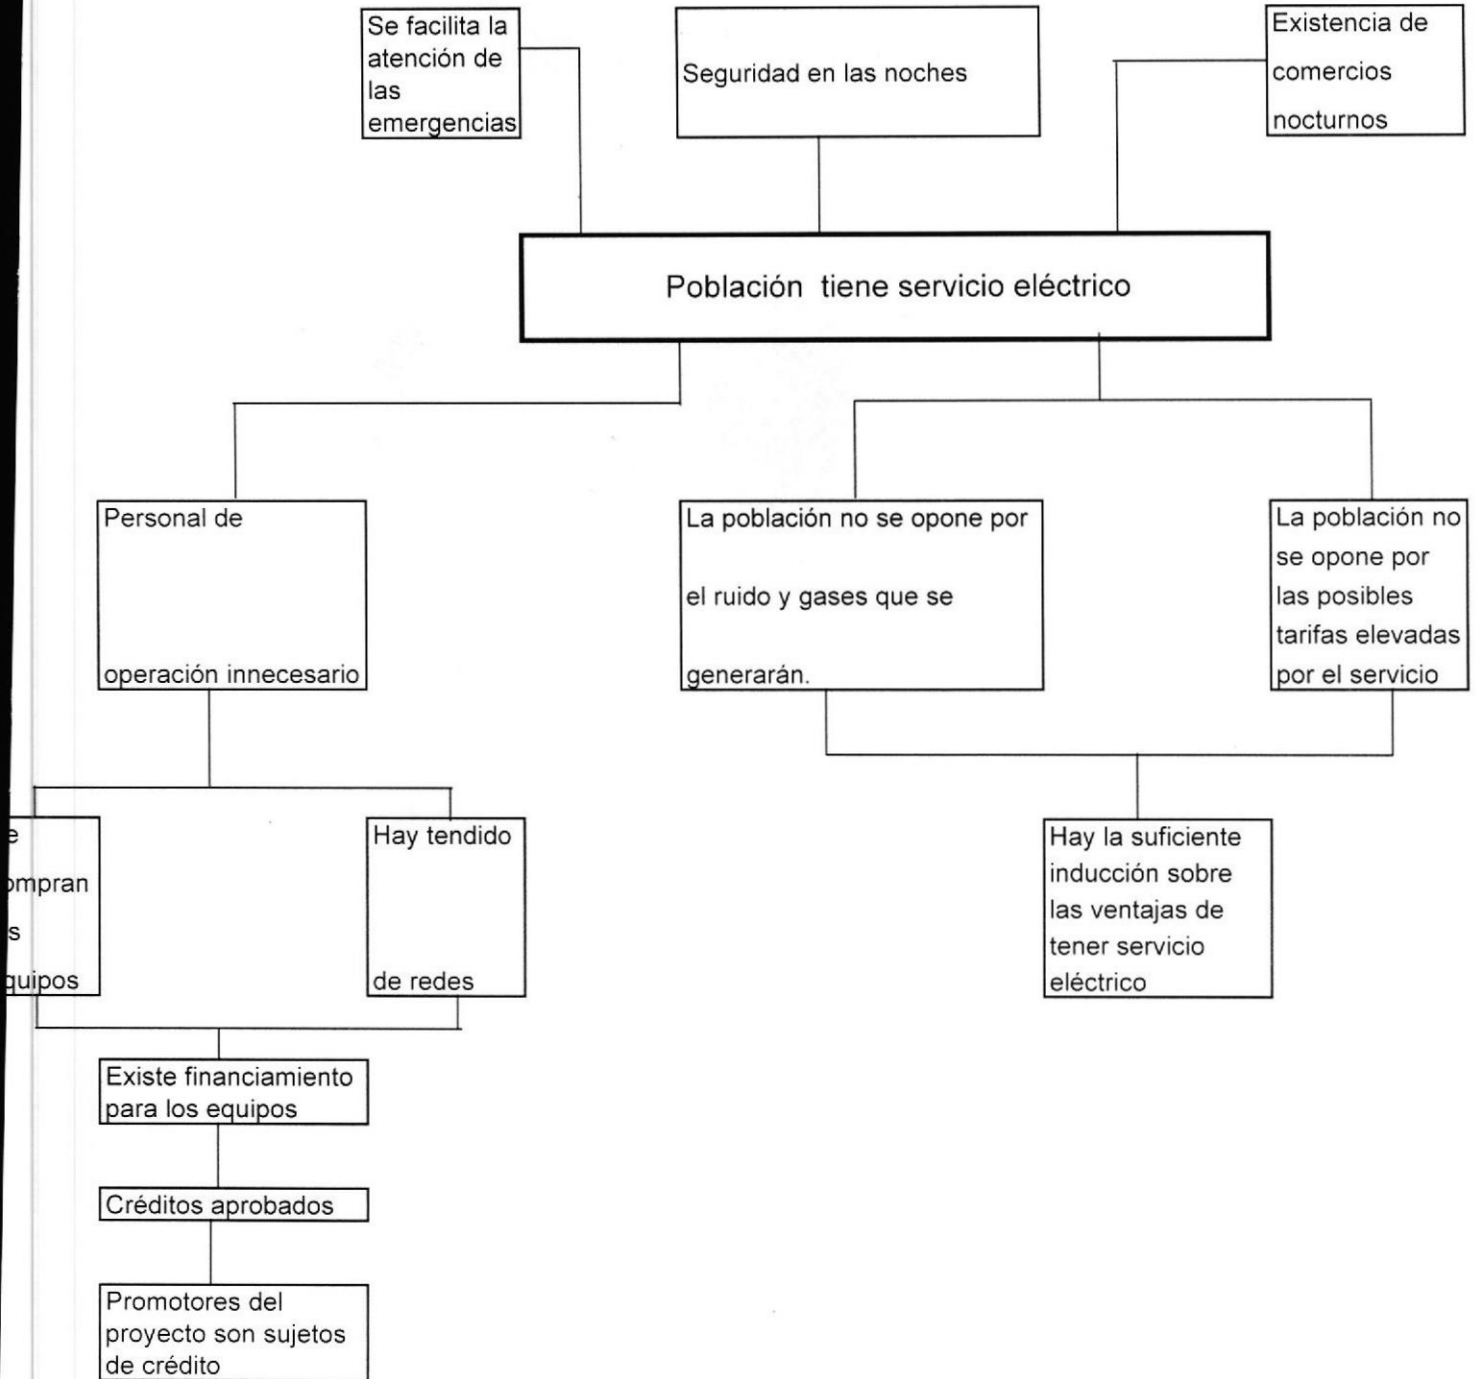 Se facilita la
atención de
las
emergencias
Seguridad en las noches
Existencia de
comercios
nocturnos
Población tiene servicio eléctrico
Personal de
operación innecesario
La población no se opone por
el ruido y gases que se
generarán.
La población no
se opone por
las posibles
tarifas elevadas
por el servicio
e
ompran
s
quipos
Hay tendido
de redes
Hay la suficiente
inducción sobre
las ventajas de
tener servicio
eléctrico
Existe financiamiento
para los equipos
Créditos aprobados
Promotores del
proyecto son sujetos
de crédito